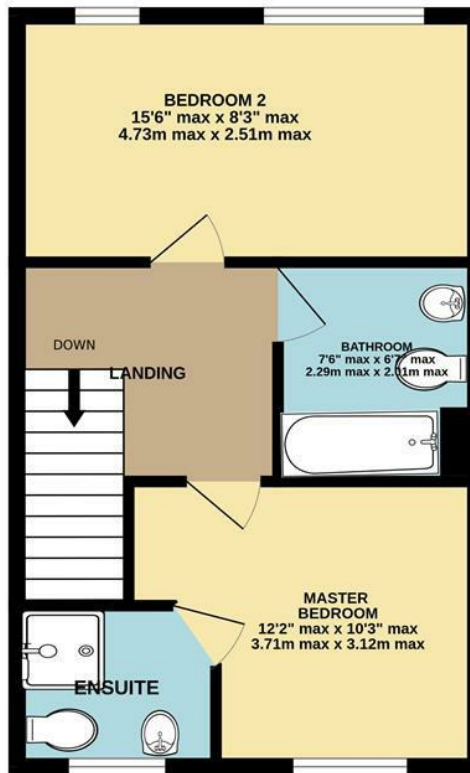 BEDROOM 2
15'6" max x 8'3" max
4.73m max x 2.51m max
DOWN
LANDING
BATHROOM
7'6" max x 6'7" max
2.29m max x 2.01m max
MASTER
BEDROOM
12'2" max x 10'3" max
3.71m max x 3.12m max
ENSUITE